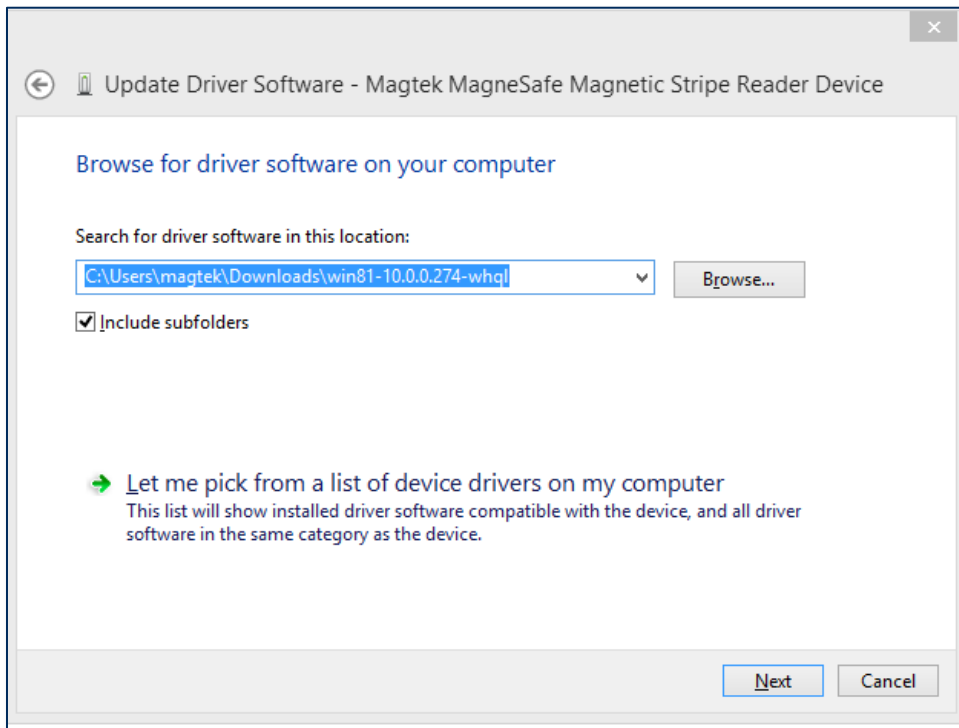 Update Driver Software - Magtek MagneSafe Magnetic Stripe Reader Device
Browse for driver software on your computer
Search for driver software in this location:
C:\Users\magtek\Downloads\win81-10.0.0.274-whql
Browse...
Include subfolders
Let me pick from a list of device drivers on my computer
This list will show installed driver software compatible with the device, and all driver
software in the same category as the device.
Next
Cancel